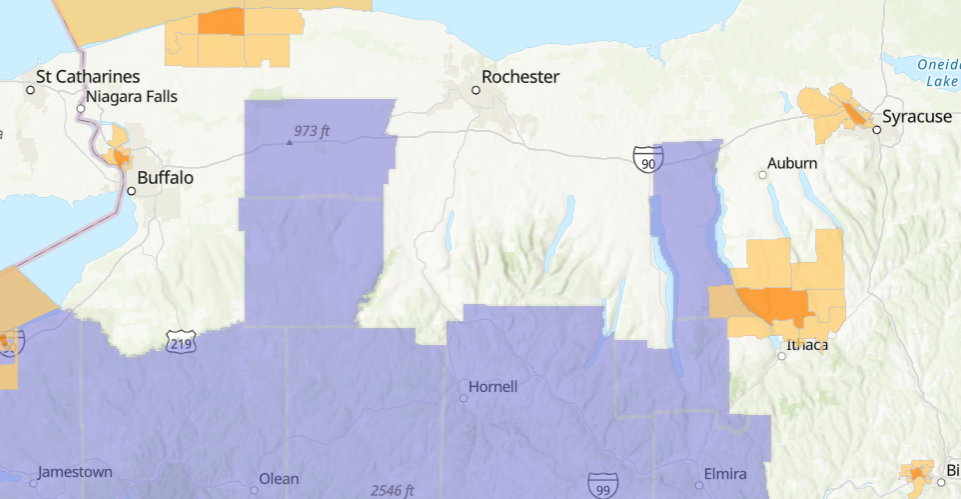 Oneida
Lake
St Catharines
Rochester
Niagara Falls
Syracuse
973 ft
90
Auburn
Buffalo
219
Ithaca
Hornell
Jamestown
Olean
2546 ft
99
Elmira
Bi